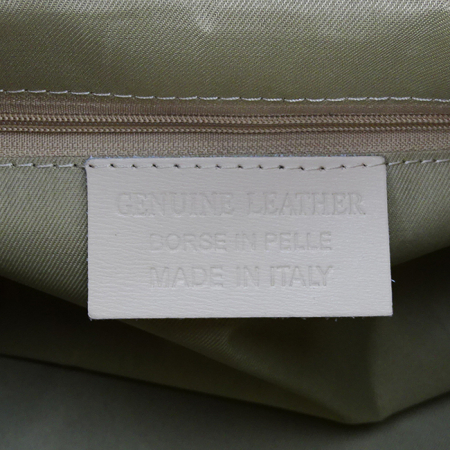 GENUINE LEATHER
BORSE IN PELLE
MADE IN ITALY